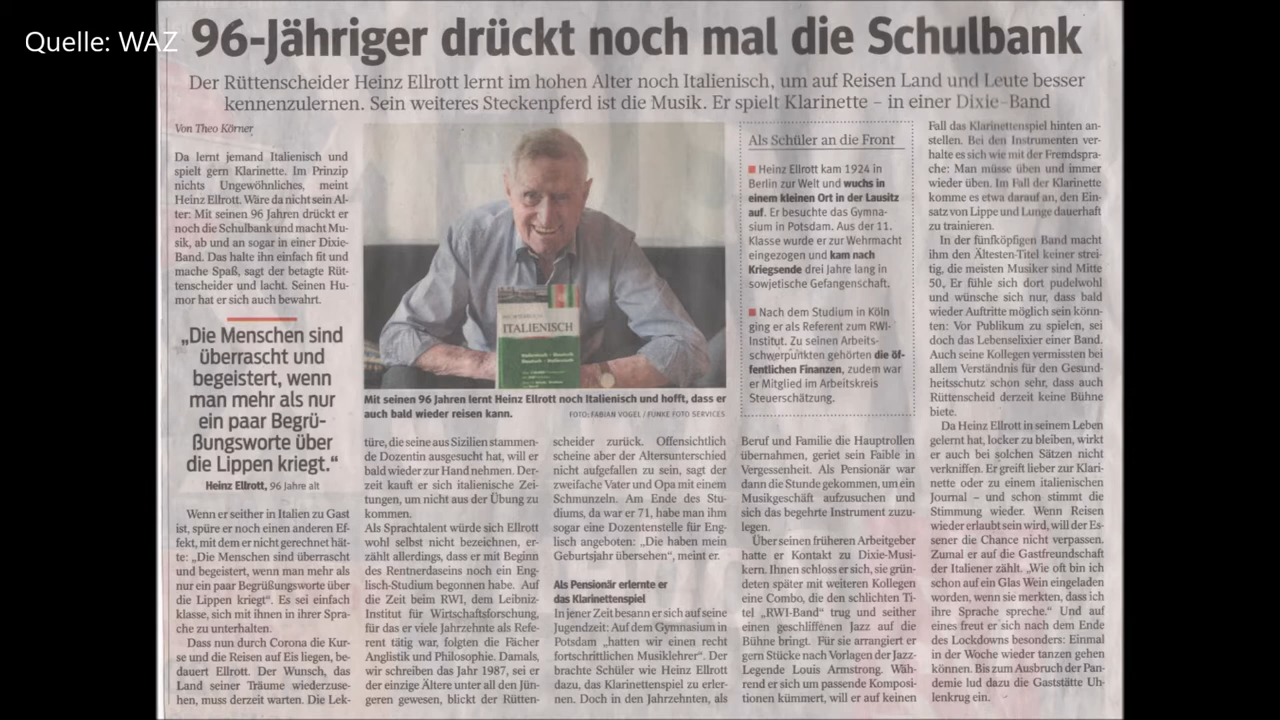 Quelle: WAZ
96-Jähriger drückt noch mal die Schulbank
Der Rüttenscheider Heinz Ellrott lernt im hohen Alter noch Italienisch, um auf Reisen Land und Leute besser
kennenzulernen. Sein weiteres Steckenpferd ist die Musik. Er spielt Klarinette – in einer Dixie-Band
Von Theo Körner
Da lernt jemand Italienisch und
spielt gern Klarinette. Im Prinzip
nichts Ungewöhnliches, meint
Heinz Ellrott. Wäre da nicht sein Al-
ter: Mit seinen 96 Jahren drückt er
noch die Schulbank und macht Mu-
sik, ab und an sogar in einer Dixie-
Band. Das halte ihn einfach fit und
mache Spaß, sagt der betagte Rüt-
tenscheider und lacht. Seinen Hu-
mor hat er sich auch bewahrt.
„Die Menschen sind
überrascht und
begeistert, wenn
man mehr als nur
ein paar Begrü-
ßungsworte über
die Lippen kriegt.“
Heinz Ellrott, 96 Jahre alt
Wenn er seither in Italien zu Gast
ist, spüre er noch einen anderen Ef-
fekt, mit dem er nicht gerechnet hät-
te: „Die Menschen sind überrascht
und begeistert, wenn man mehr als
nur ein paar Begrüßungsworte über
die Lippen kriegt“. Es sei einfach
klasse, sich mit ihnen in ihrer Spra-
che zu unterhalten.
Dass nun durch Corona die Kur-
se und die Reisen auf Eis liegen, be-
dauert Ellrott. Der Wunsch, das
Land seiner Träume wiederzuse-
hen, muss derzeit warten. Die Lek-
ITALIENISCH
Mit seinen 96 Jahren lernt Heinz Ellrott noch Italienisch und hofft, dass er
auch bald wieder reisen kann.
FOTO: FABIAN VOGEL / FUNKE FOTO SERVICES
türe, die seine aus Sizilien stammen-
de Dozentin ausgesucht hat, will er
bald wieder zur Hand nehmen. Der-
zeit kauft er sich italienische Zei-
tungen, um nicht aus der Übung zu
kommen.
Als Sprachtalent würde sich Ellrott
wohl selbst nicht bezeichnen, er-
zählt allerdings, dass er mit Beginn
des Rentnerdaseins noch ein Eng-
lisch-Studium begonnen habe. Auf
die Zeit beim RWI, dem Leibniz-
Institut für Wirtschaftsforschung,
für das er viele Jahrzehnte als Refe-
rent tätig war, folgten die Fächer
Anglistik und Philosophie. Damals,
wir schreiben das Jahr 1987, sei er
der einzige Ältere unter all den Jün-
geren gewesen, blickt der Rütten-
scheider zurück. Offensichtlich
scheine aber der Altersunterschied
nicht aufgefallen zu sein, sagt der
zweifache Vater und Opa mit einem
Schmunzeln. Am Ende des Stu-
diums, da war er 71, habe man ihm
sogar eine Dozentenstelle für Eng-
lisch angeboten: „Die haben mein
Geburtsjahr übersehen“, meint er.
Als Pensionär erlernte er
das Klarinettenspiel
In jener Zeit besann er sich auf seine
Jugendzeit: Auf dem Gymnasium in
Potsdam „hatten wir einen recht
fortschrittlichen Musiklehrer“. Der
brachte Schüler wie Heinz Ellrott
dazu, das Klarinettenspiel zu erler-
nen. Doch in den Jahrzehnten, als
Als Schüler an die Front
Heinz Ellrott kam 1924 in
Berlin zur Welt und wuchs in
einem kleinen Ort in der Lausitz
auf. Er besuchte das Gymna-
sium in Potsdam. Aus der 11.
Klasse wurde er zur Wehrmacht
eingezogen und kam nach
Kriegsende drei Jahre lang in
sowjetische Gefangenschaft.
Nach dem Studium in Köln
ging er als Referent zum RWI-
Institut. Zu seinen Arbeits-
schwerpunkten gehörten die öf-
fentlichen Finanzen, zudem war
er Mitglied im Arbeitskreis
Steuerschätzung.
Beruf und Familie die Hauptrollen
übernahmen, geriet sein Faible in
Vergessenheit. Als Pensionär war
dann die Stunde gekommen, um ein
Musikgeschäft aufzusuchen und
sich das begehrte Instrument zuzu-
legen.
Über seinen früheren Arbeitgeber
hatte er Kontakt zu Dixie-Musi-
kern. Ihnen schloss er sich, sie grün-
deten später mit weiteren Kollegen
eine Combo, die den schlichten Ti-
tel „RWI-Band“ trug und seither
einen geschliffenen Jazz auf die
Bühne bringt. Für sie arrangiert er
gern Stücke nach Vorlagen der Jazz-
Legende Louis Armstrong. Wäh-
rend er sich um passende Komposi-
tionen kümmert, will er auf keinen
Fall das Klarinettenspiel hinten an-
stellen. Bei den Instrumenten ver-
halte es sich wie mit der Fremdspra-
che: Man müsse üben und immer
wieder üben. Im Fall der Klarinette
komme es etwa darauf an, den Ein-
satz von Lippe und Lunge dauerhaft
zu trainieren.
In der fünfköpfigen Band macht
ihm den Ältesten-Titel keiner strei-
tig, die meisten Musiker sind Mitte
50, Er fühle sich dort pudelwohl
und wünsche sich nur, dass bald
wieder Auftritte möglich sein könn-
ten: Vor Publikum zu spielen, sei
doch das Lebenselixier einer Band.
Auch seine Kollegen vermissten bei
allem Verständnis für den Gesund-
heitsschutz schon sehr, dass auch
Rüttenscheid derzeit keine Bühne
biete.
Da Heinz Ellrott in seinem Leben
gelernt hat, locker zu bleiben, wirkt
er auch bei solchen Sätzen nicht
verkniffen. Er greift lieber zur Klari-
nette oder zu einem italienischen
Journal – und schon stimmt die
Stimmung wieder. Wenn Reisen
wieder erlaubt sein wird, will der Es-
sener die Chance nicht verpassen.
Zumal er auf die Gastfreundschaft
der Italiener zählt. „Wie oft bin ich
schon auf ein Glas Wein eingeladen
worden, wenn sie merkten, dass ich
ihre Sprache spreche.“ Und auf
eines freut er sich nach dem Ende
des Lockdowns besonders: Einmal
in der Woche wieder tanzen gehen
können. Bis zum Ausbruch der Pan-
demie lud dazu die Gaststätte Uh-
lenkrug ein.